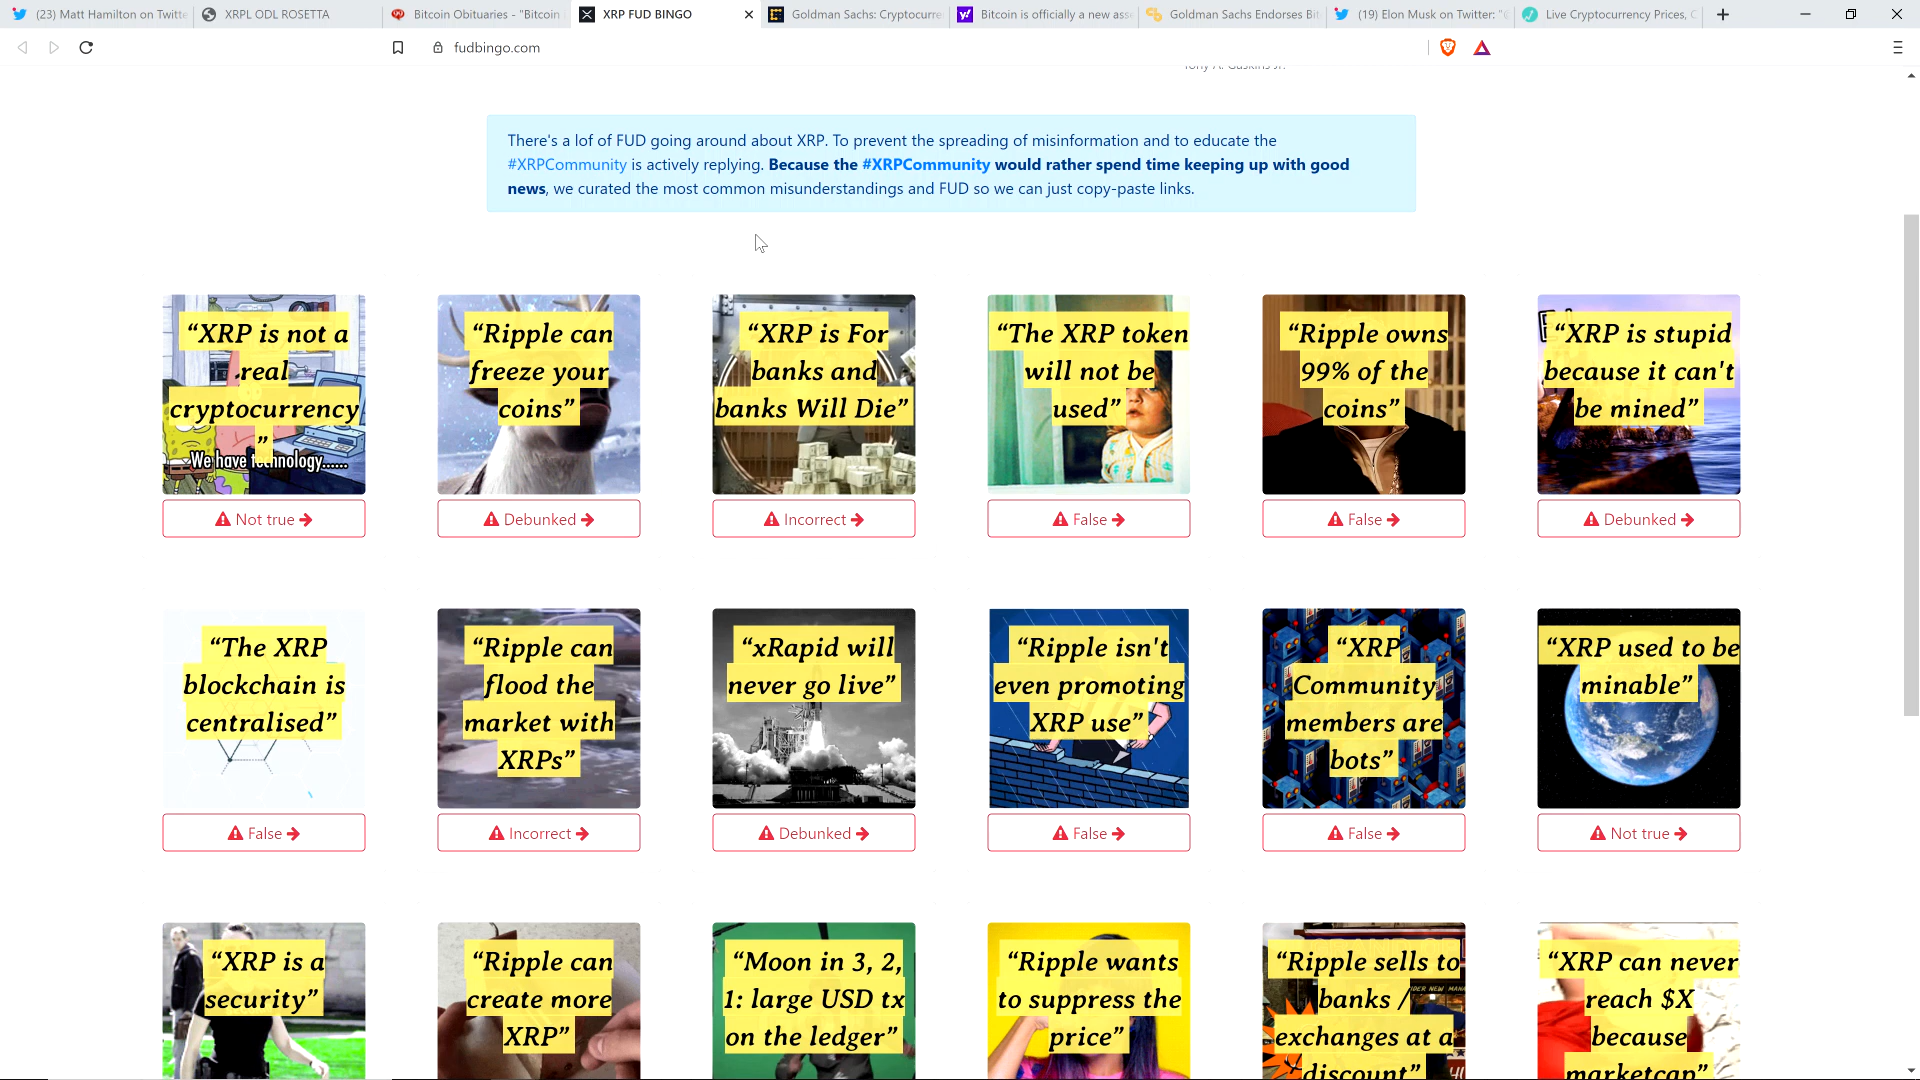 (23) Matt Hamilton on Twitte
XRPL ODL ROSETTA
Bitcoin Obituaries - "Bitcoin
XRP FUD BINGO
Goldman Sachs: Cryptocurre
Bitcoin is officially a new ass
Goldman Sachs Endorses Bi
(19) Elon Musk on Twitter: "@
Live Cryptocurrency Prices, C
fudbingo.com
Tony A. Gaskins Jr.
There's a lof of FUD going around about XRP. To prevent the spreading of misinformation and to educate the
#XRPCommunity is actively replying. Because the #XRPCommunity would rather spend time keeping up with good
news, we curated the most common misunderstandings and FUD so we can just copy-paste links.
“XRP is not a
real
cryptocurrency
”
We have technology......
Not true
“Ripple can
freeze your
coins”
Debunked
“XRP is For
banks and
banks Will Die”
Incorrect
“The XRP token
will not be
used”
False
“Ripple owns
99% of the
coins”
False
“XRP is stupid
because it can't
be mined”
Debunked
“The XRP
blockchain is
centralised”
False
“Ripple can
flood the
market with
XRPs”
Incorrect
“xRapid will
never go live”
Debunked
“Ripple isn't
even promoting
XRP use”
False
“XRP
Community
members are
bots”
False
“XRP used to be
minable”
Not true
“XRP is a
security”
“Ripple can
create more
XRP”
“Moon in 3, 2,
1: large USD tx
on the ledger”
“Ripple wants
to suppress the
price”
“Ripple sells to
banks /
exchanges at a
discount”
“XRP can never
reach $X
because
marketcap”